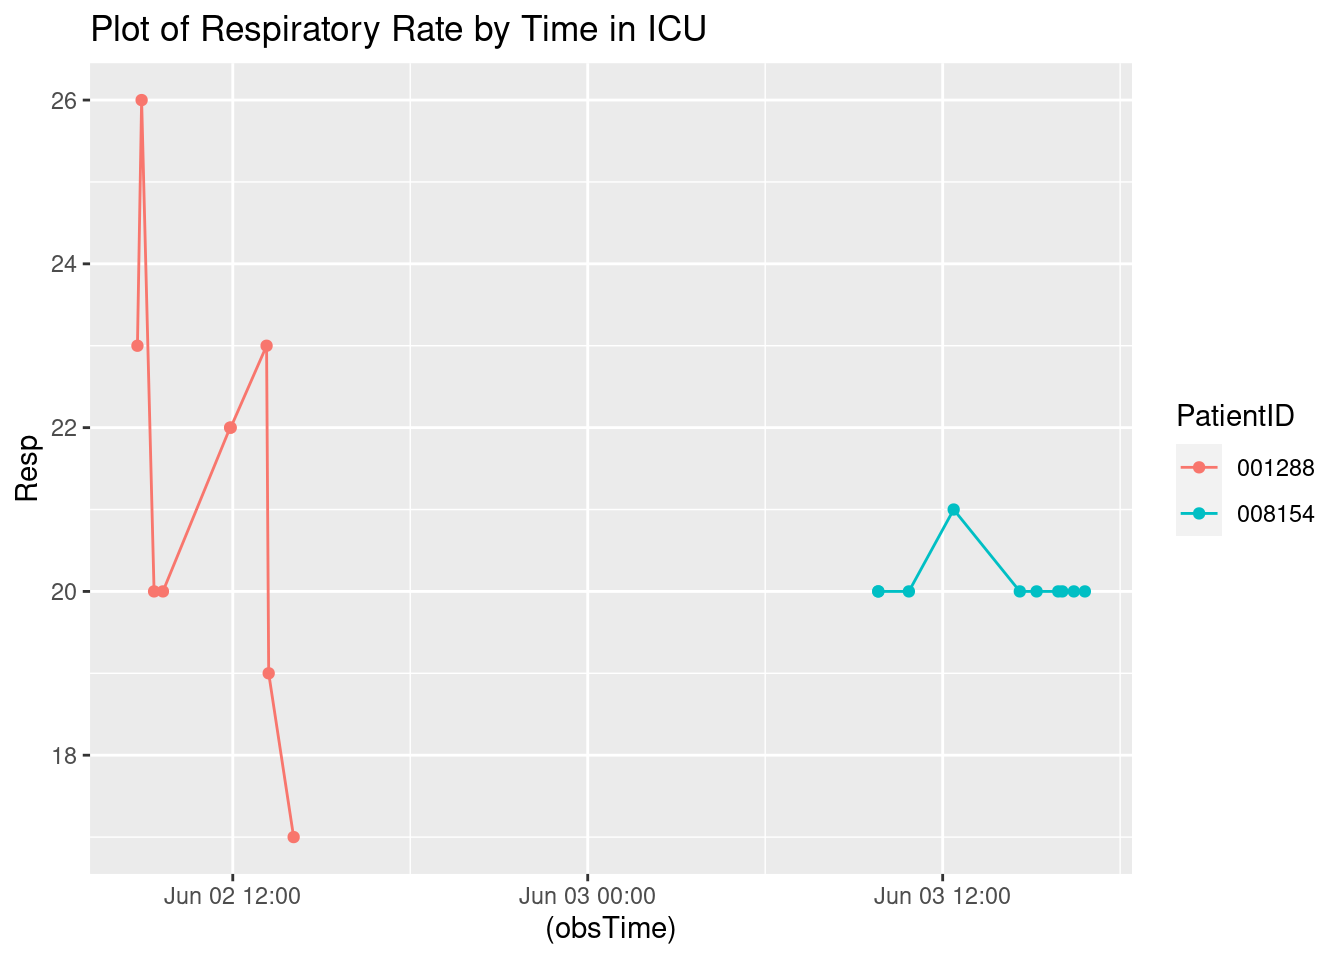 Plot of Respiratory Rate by Time in ICU
26
24
22
20
18
Resp
Jun 02 12:00
Jun 03 00:00
Jun 03 12:00
(obsTime)
PatientID
001288
008154